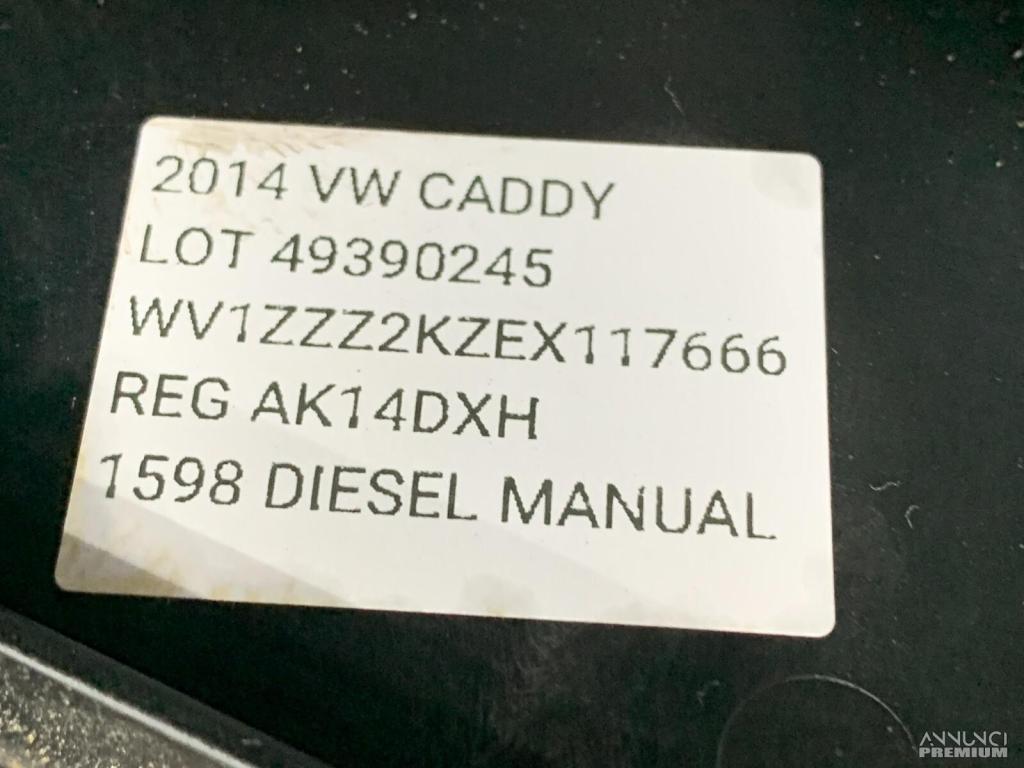 2014 VW CADDY
LOT 49390245
WV1ZZZ2KZEX117666
REG AK14DXH
1598 DIESEL MANUAL
ANNUNCI
PREMIUM